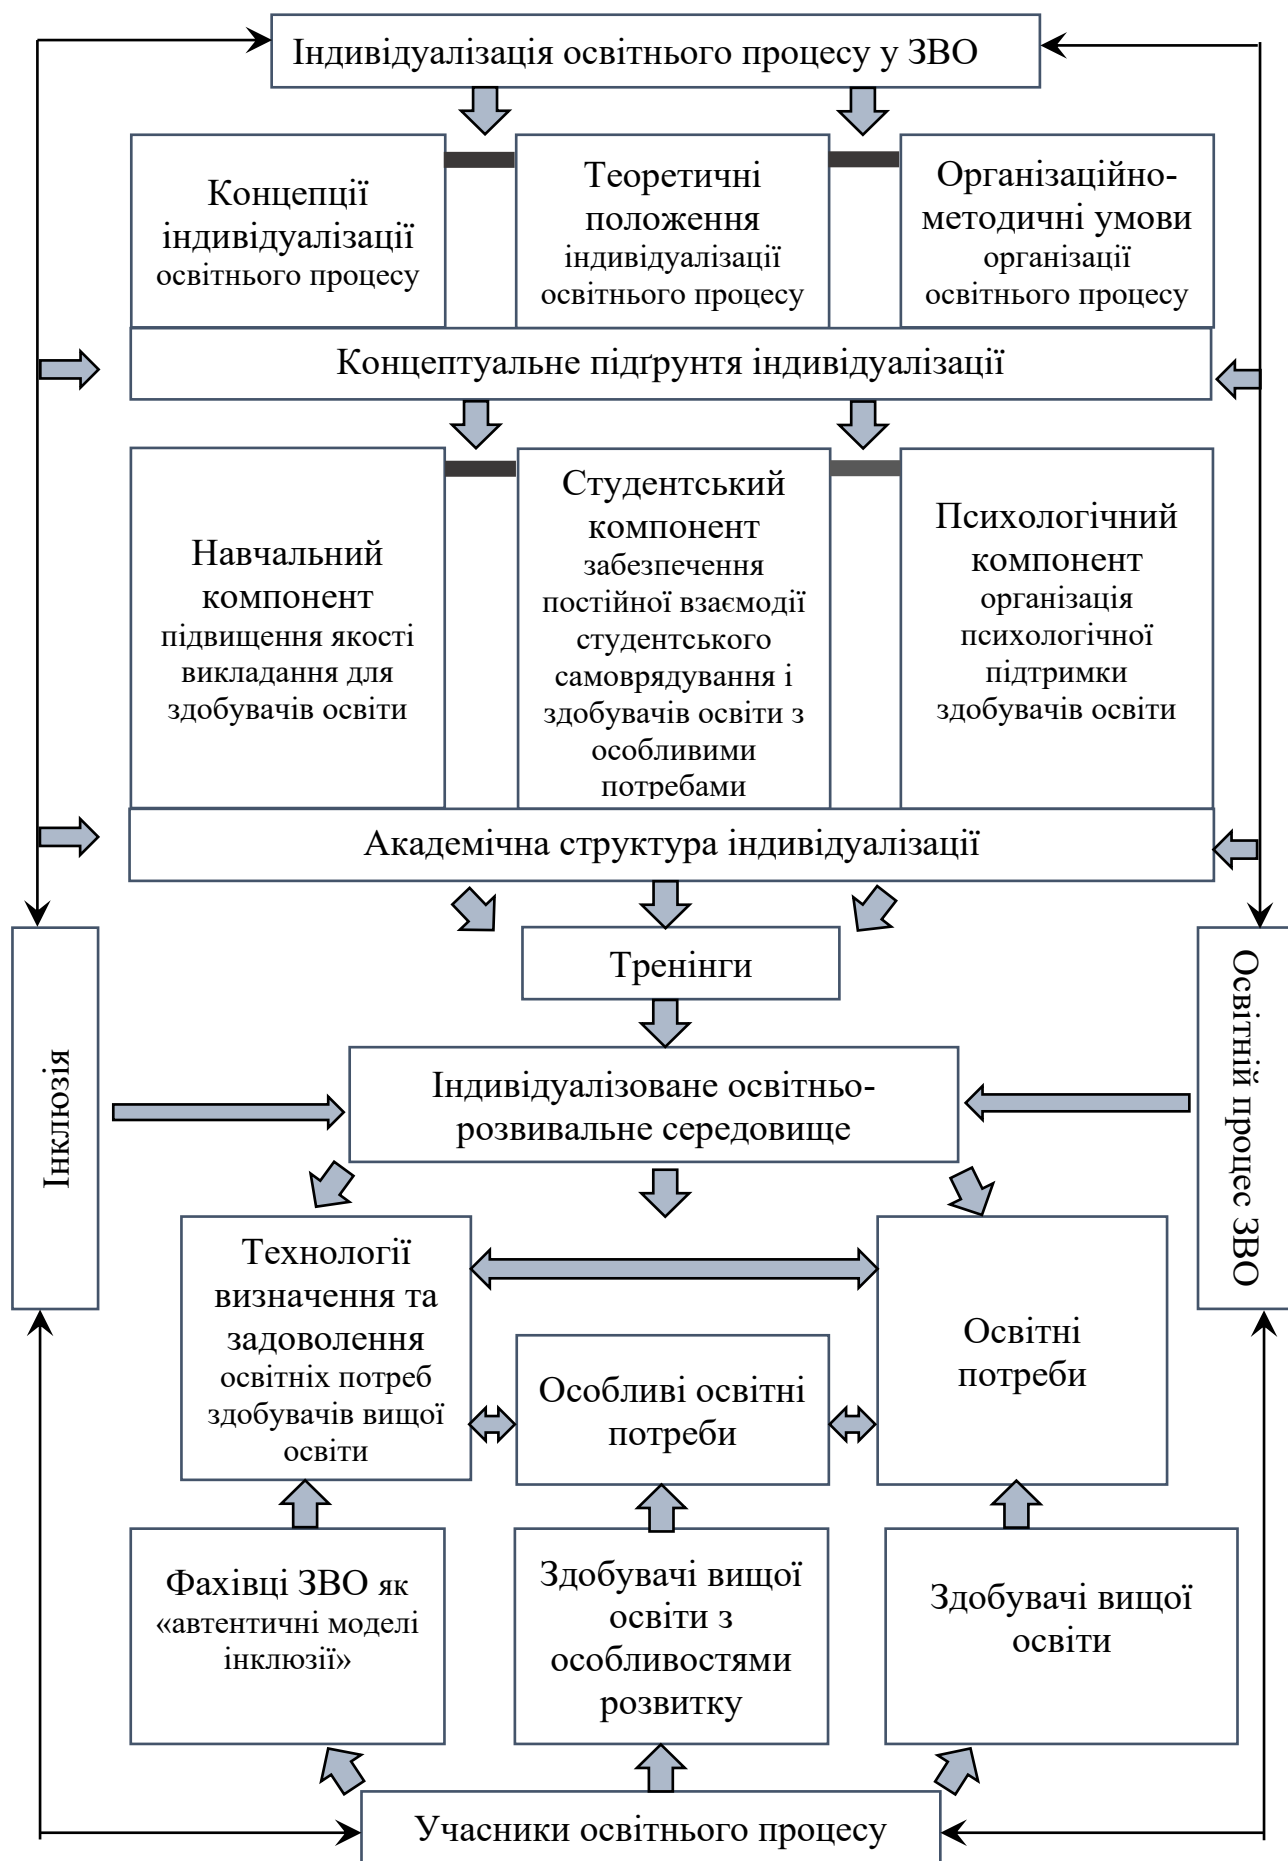 Індивідуалізація освітнього процесу у ЗВО
Концепції
індивідуалізації
освітнього процесу
Теоретичні
положення
індивідуалізації
освітнього процесу
Організаційно-
методичні умови
організації
освітнього процесу
Концептуальне підґрунтя індивідуалізації
Навчальний
компонент
підвищення якості
викладання для
здобувачів освіти
Студентський
компонент
забезпечення
постійної взаємодії
студентського
самоврядування і
здобувачів освіти з
особливими
потребами
Психологічний
компонент
організація
психологічної
підтримки
здобувачів освіти
Академічна структура індивідуалізації
Тренінги
Інклюзія
Освітній процес ЗВО
Індивідуалізоване освітньо-
розвивальне середовище
Технології
визначення та
задоволення
освітніх потреб
здобувачів вищої
освіти
Особливі освітні
потреби
Освітні
потреби
Фахівці ЗВО як
«автентичні моделі
інклюзії»
Здобувачі вищої
освіти з
особливостями
розвитку
Здобувачі вищої
освіти
Учасники освітнього процесу